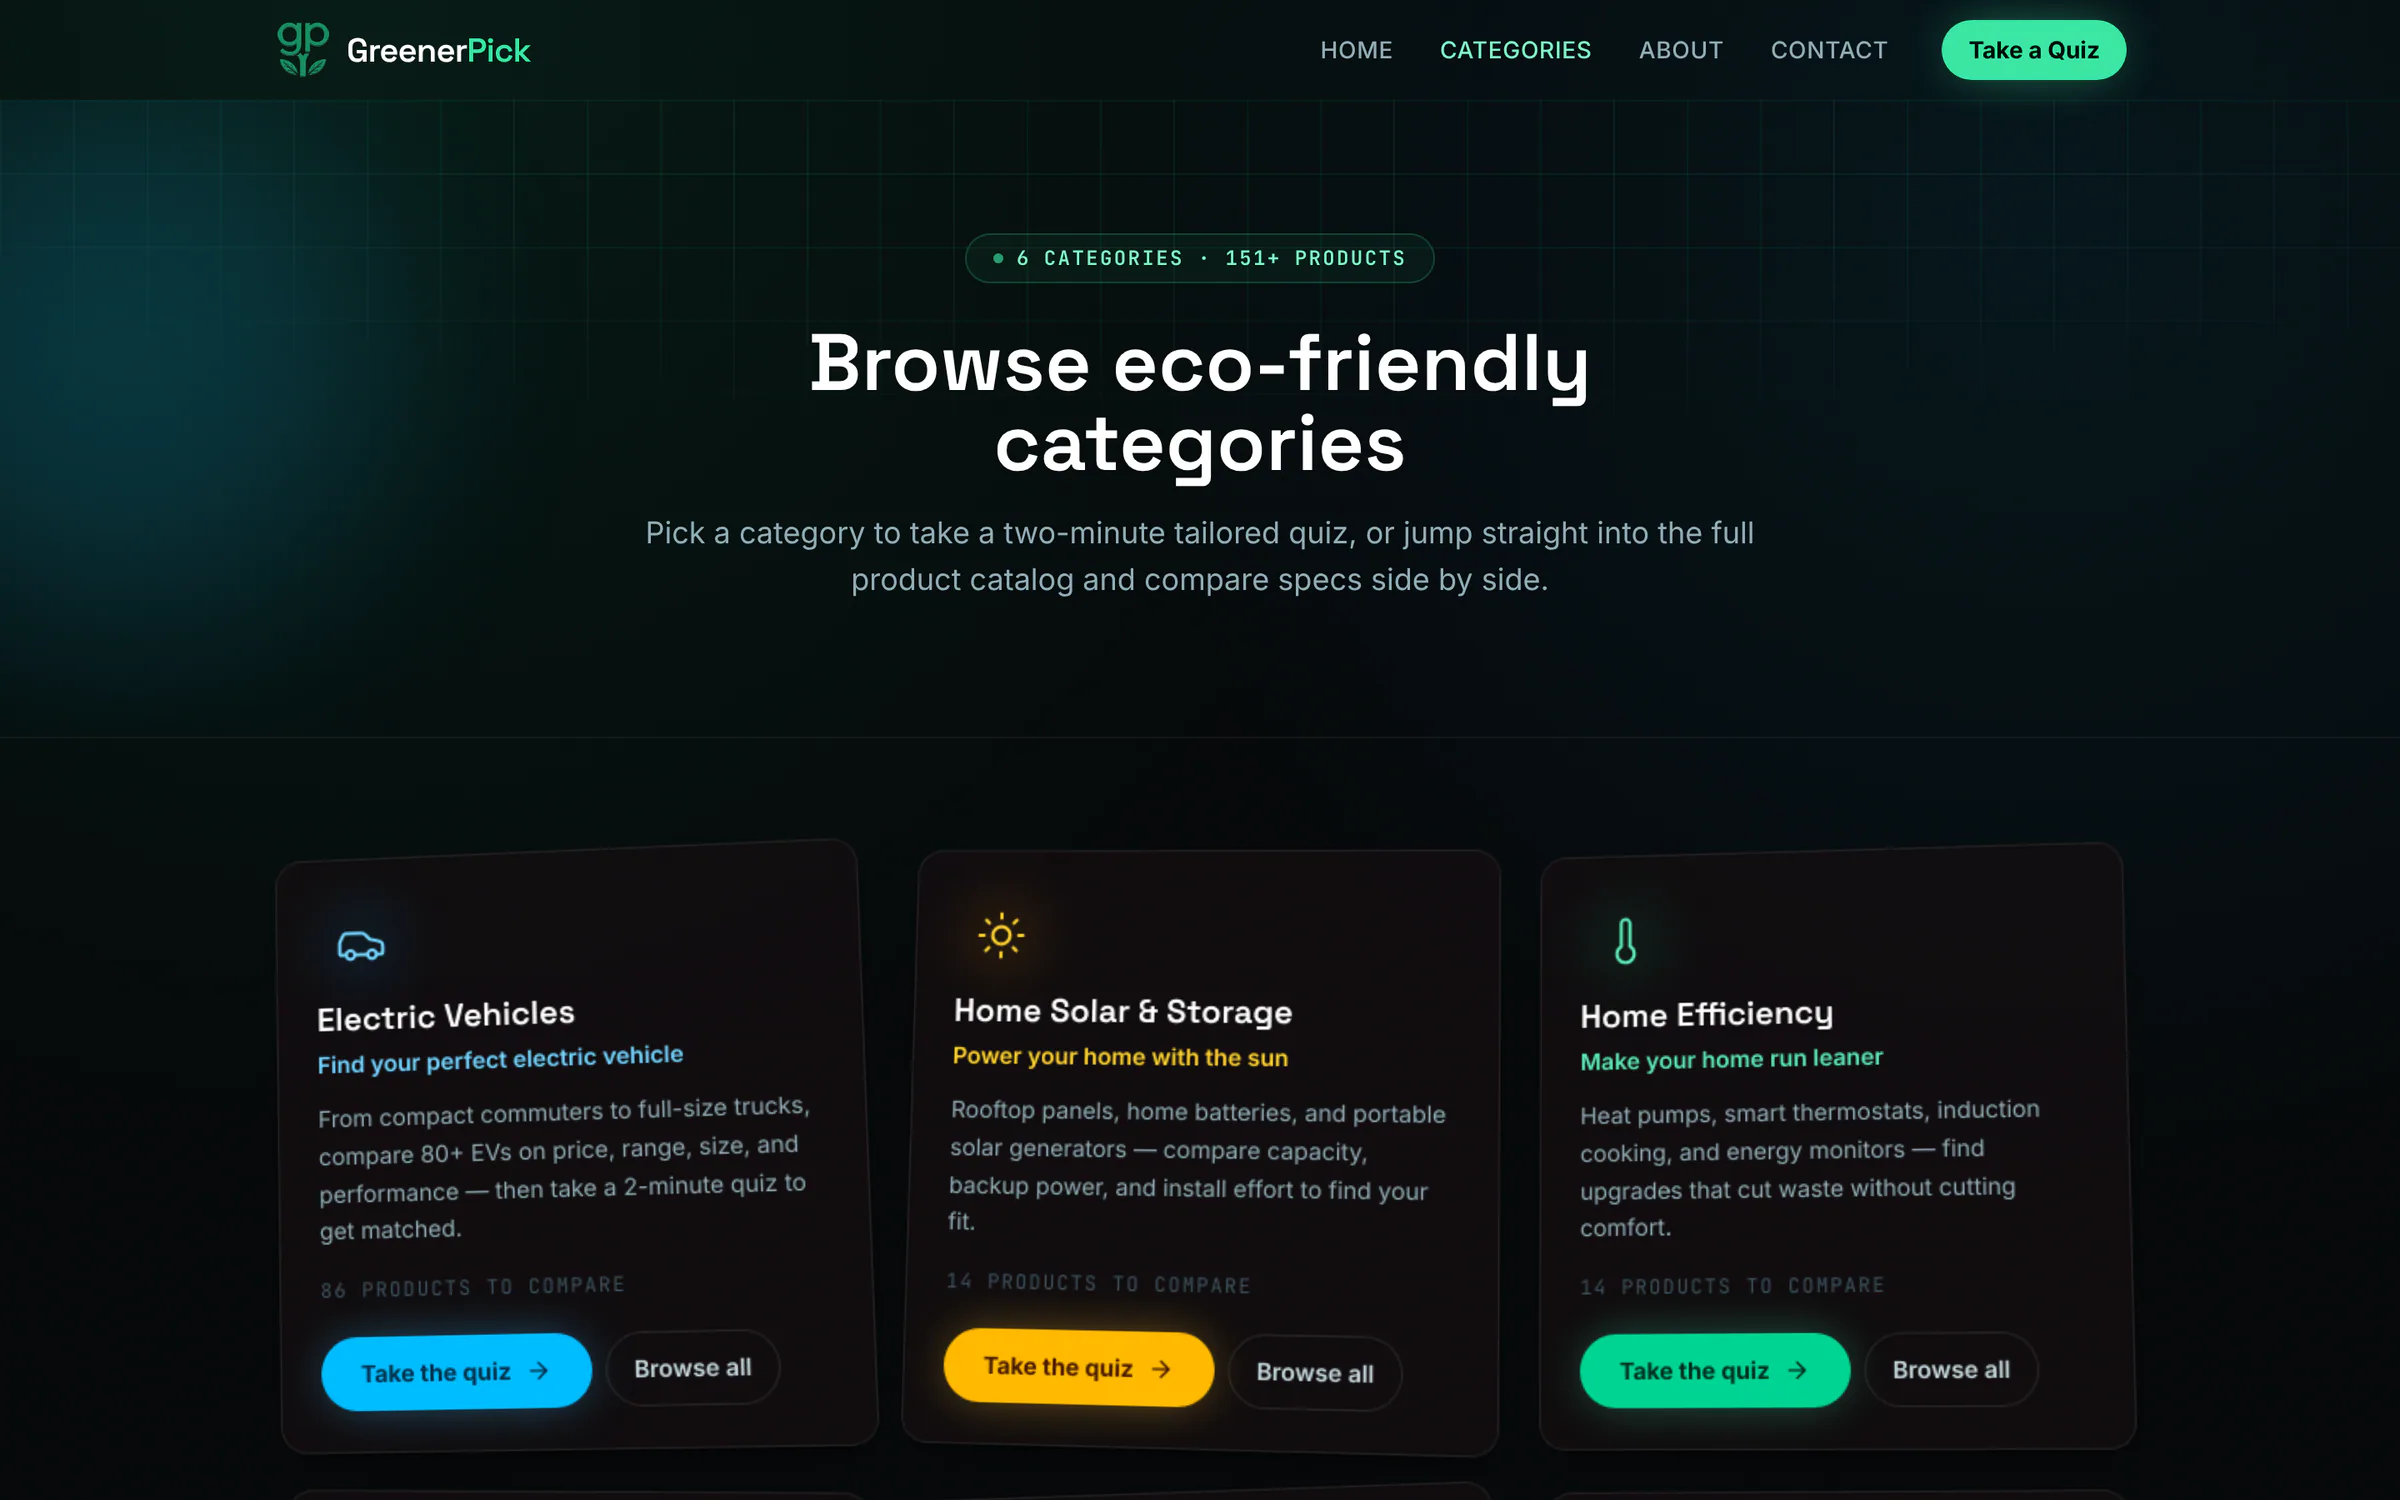 gp
GreenerPick
HOME
CATEGORIES
ABOUT
CONTACT
Take a Quiz
6 CATEGORIES · 151+ PRODUCTS
Browse eco-friendly
categories
Pick a category to take a two-minute tailored quiz, or jump straight into the full
product catalog and compare specs side by side.
Electric Vehicles
Find your perfect electric vehicle
From compact commuters to full-size trucks,
compare 80+ EVs on price, range, size, and
performance — then take a 2-minute quiz to
get matched.
86 PRODUCTS TO COMPARE
Take the quiz →
Browse all
Home Solar & Storage
Power your home with the sun
Rooftop panels, home batteries, and portable
solar generators — compare capacity,
backup power, and install effort to find your
fit.
14 PRODUCTS TO COMPARE
Take the quiz →
Browse all
Home Efficiency
Make your home run leaner
Heat pumps, smart thermostats, induction
cooking, and energy monitors — find
upgrades that cut waste without cutting
comfort.
14 PRODUCTS TO COMPARE
Take the quiz →
Browse all